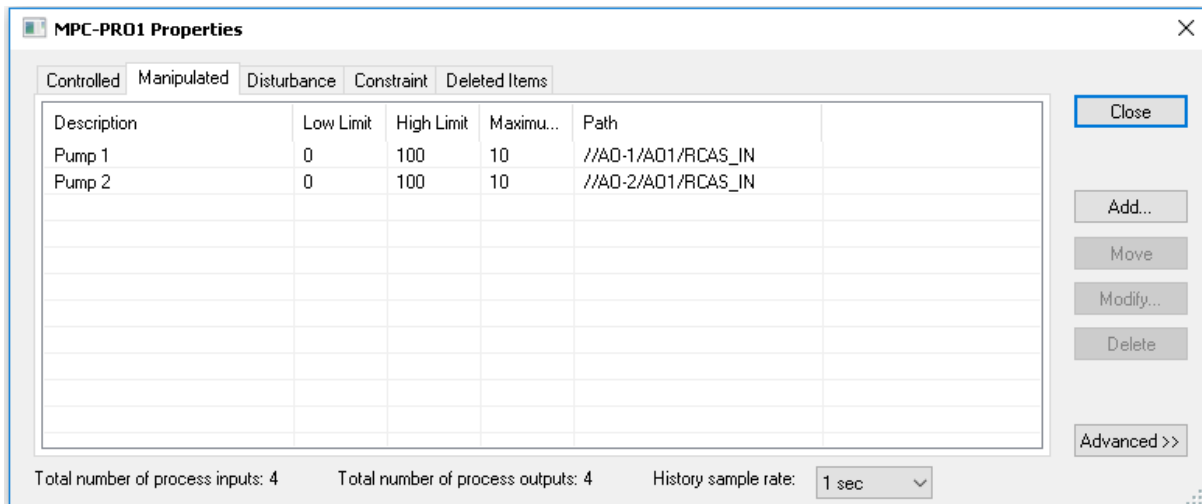 MPC-PRO1 Properties
Controlled Manipulated Disturbance Constraint Deleted Items
Description Low Limit High Limit Maximu... Path
Pump 1 0 100 10 //AO-1/AO1/RCAS_IN
Pump 2 0 100 10 //AO-2/AO1/RCAS_IN
Close
Add...
Move
Modify...
Delete
Advanced >>
Total number of process inputs: 4 Total number of process outputs: 4 History sample rate: 1 sec